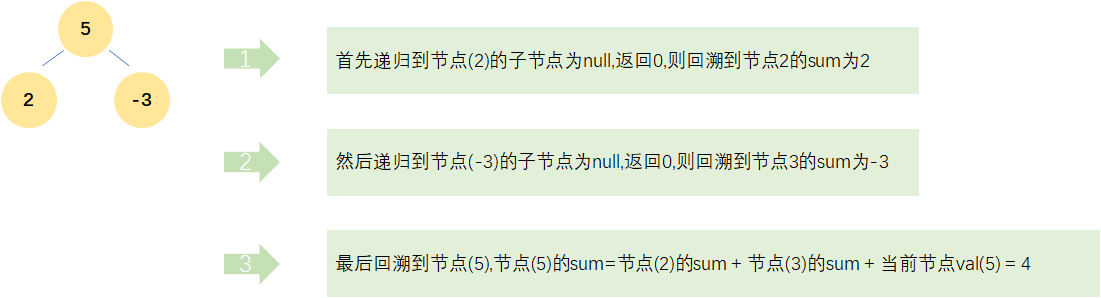 5
2
-3
1
首先递归到节点(2)的子节点为null,返回0,则回溯到节点2的sum为2
2
然后递归到节点(-3)的子节点为null,返回0,则回溯到节点3的sum为-3
3
最后回溯到节点(5),节点(5)的sum=节点(2)的sum + 节点(3)的sum + 当前节点val(5) = 4